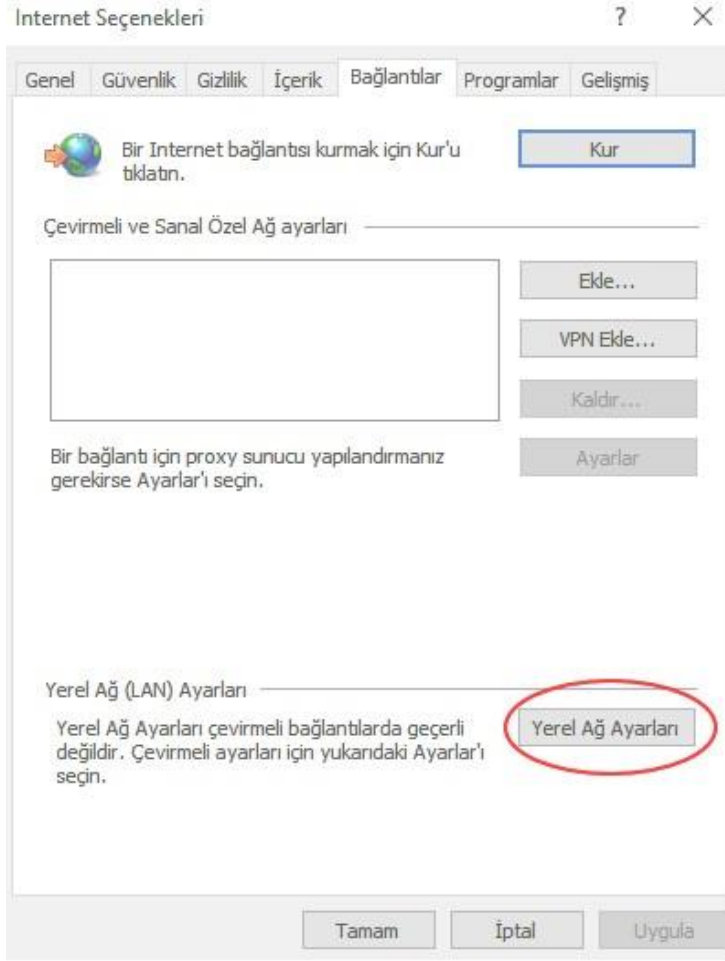 Internet Seçenekleri
?
Genel Güvenlik Gizlilik İçerik Bağlantılar Programlar Gelişmiş
Bir Internet bağlantısı kurmak için Kur'u
tıklatın.
Kur
Çevirmeli ve Sanal Özel Ağ ayarları
Ekle...
VPN Ekle...
Kaldır...
Bir bağlantı için proxy sunucu yapılandırmanız
gerekirse Ayarlar'ı seçin.
Ayarlar
Yerel Ağ (LAN) Ayarları
Yerel Ağ Ayarları çevirmeli bağlantılarda geçerli
değildir. Çevirmeli ayarları için yukarıdaki Ayarlar'ı
seçin.
Yerel Ağ Ayarları
Tamam İptal Uygula